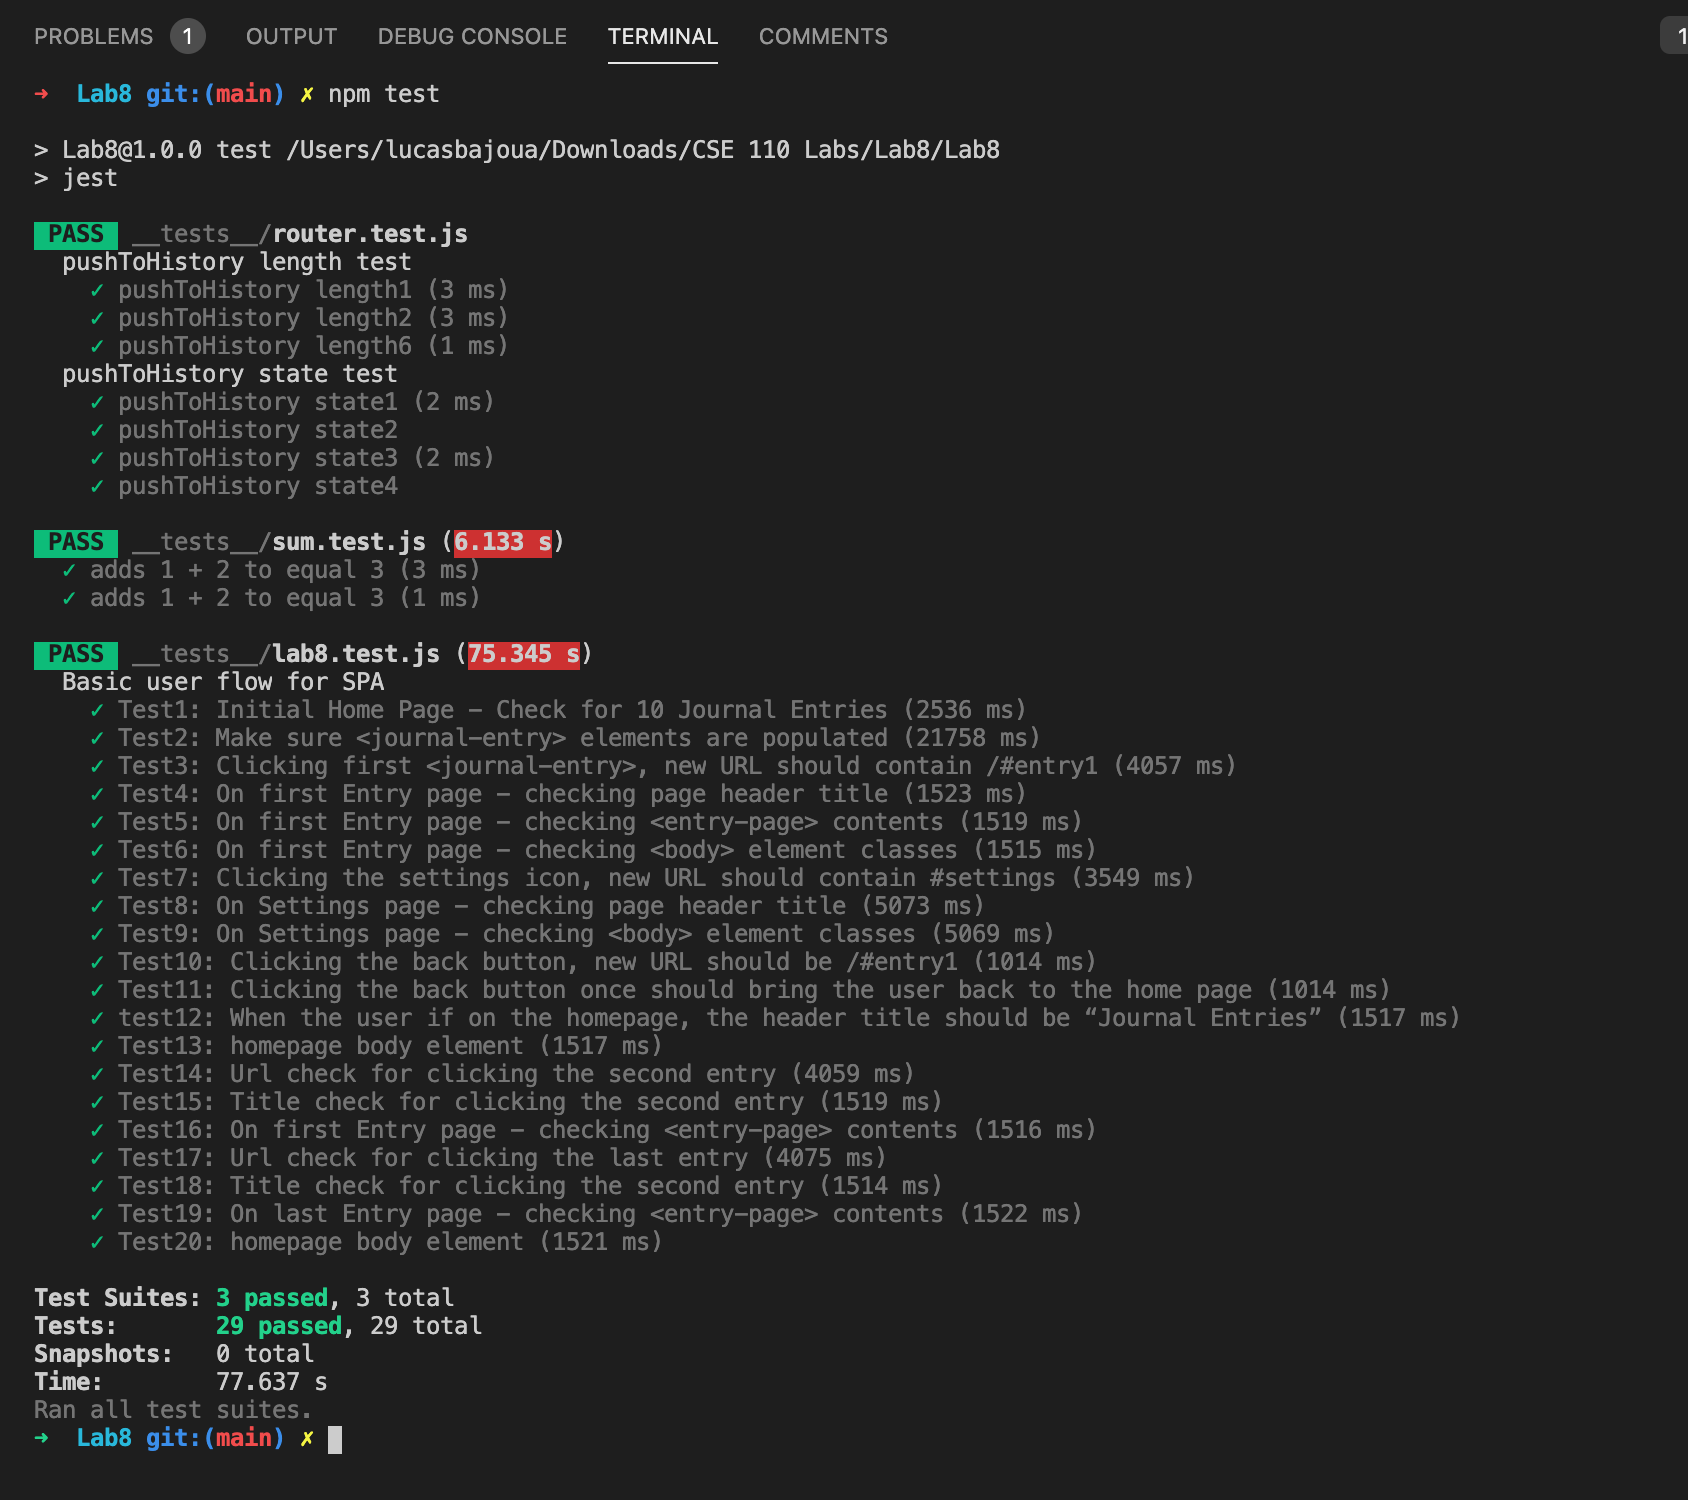 PROBLEMS 1 OUTPUT DEBUG CONSOLE TERMINAL COMMENTS 1
→ Lab8 git:(main) ✗ npm test
> Lab8@1.0.0 test /Users/lucasbajoua/Downloads/CSE 110 Labs/Lab8/Lab8
> jest
PASS __tests__/router.test.js
pushToHistory length test
✓ pushToHistory length1 (3 ms)
✓ pushToHistory length2 (3 ms)
✓ pushToHistory length6 (1 ms)
pushToHistory state test
✓ pushToHistory state1 (2 ms)
✓ pushToHistory state2
✓ pushToHistory state3 (2 ms)
✓ pushToHistory state4
PASS __tests__/sum.test.js (6.133 s)
✓ adds 1 + 2 to equal 3 (3 ms)
✓ adds 1 + 2 to equal 3 (1 ms)
PASS __tests__/lab8.test.js (75.345 s)
Basic user flow for SPA
✓ Test1: Initial Home Page – Check for 10 Journal Entries (2536 ms)
✓ Test2: Make sure <journal-entry> elements are populated (21758 ms)
✓ Test3: Clicking first <journal-entry>, new URL should contain /#entry1 (4057 ms)
✓ Test4: On first Entry page – checking page header title (1523 ms)
✓ Test5: On first Entry page – checking <entry-page> contents (1519 ms)
✓ Test6: On first Entry page – checking <body> element classes (1515 ms)
✓ Test7: Clicking the settings icon, new URL should contain #settings (3549 ms)
✓ Test8: On Settings page – checking page header title (5073 ms)
✓ Test9: On Settings page – checking <body> element classes (5069 ms)
✓ Test10: Clicking the back button, new URL should be /#entry1 (1014 ms)
✓ Test11: Clicking the back button once should bring the user back to the home page (1014 ms)
✓ test12: When the user if on the homepage, the header title should be “Journal Entries” (1517 ms)
✓ Test13: homepage body element (1517 ms)
✓ Test14: Url check for clicking the second entry (4059 ms)
✓ Test15: Title check for clicking the second entry (1519 ms)
✓ Test16: On first Entry page – checking <entry-page> contents (1516 ms)
✓ Test17: Url check for clicking the last entry (4075 ms)
✓ Test18: Title check for clicking the second entry (1514 ms)
✓ Test19: On last Entry page – checking <entry-page> contents (1522 ms)
✓ Test20: homepage body element (1521 ms)
Test Suites: 3 passed, 3 total
Tests: 29 passed, 29 total
Snapshots: 0 total
Time: 77.637 s
Ran all test suites.
→ Lab8 git:(main) ✗